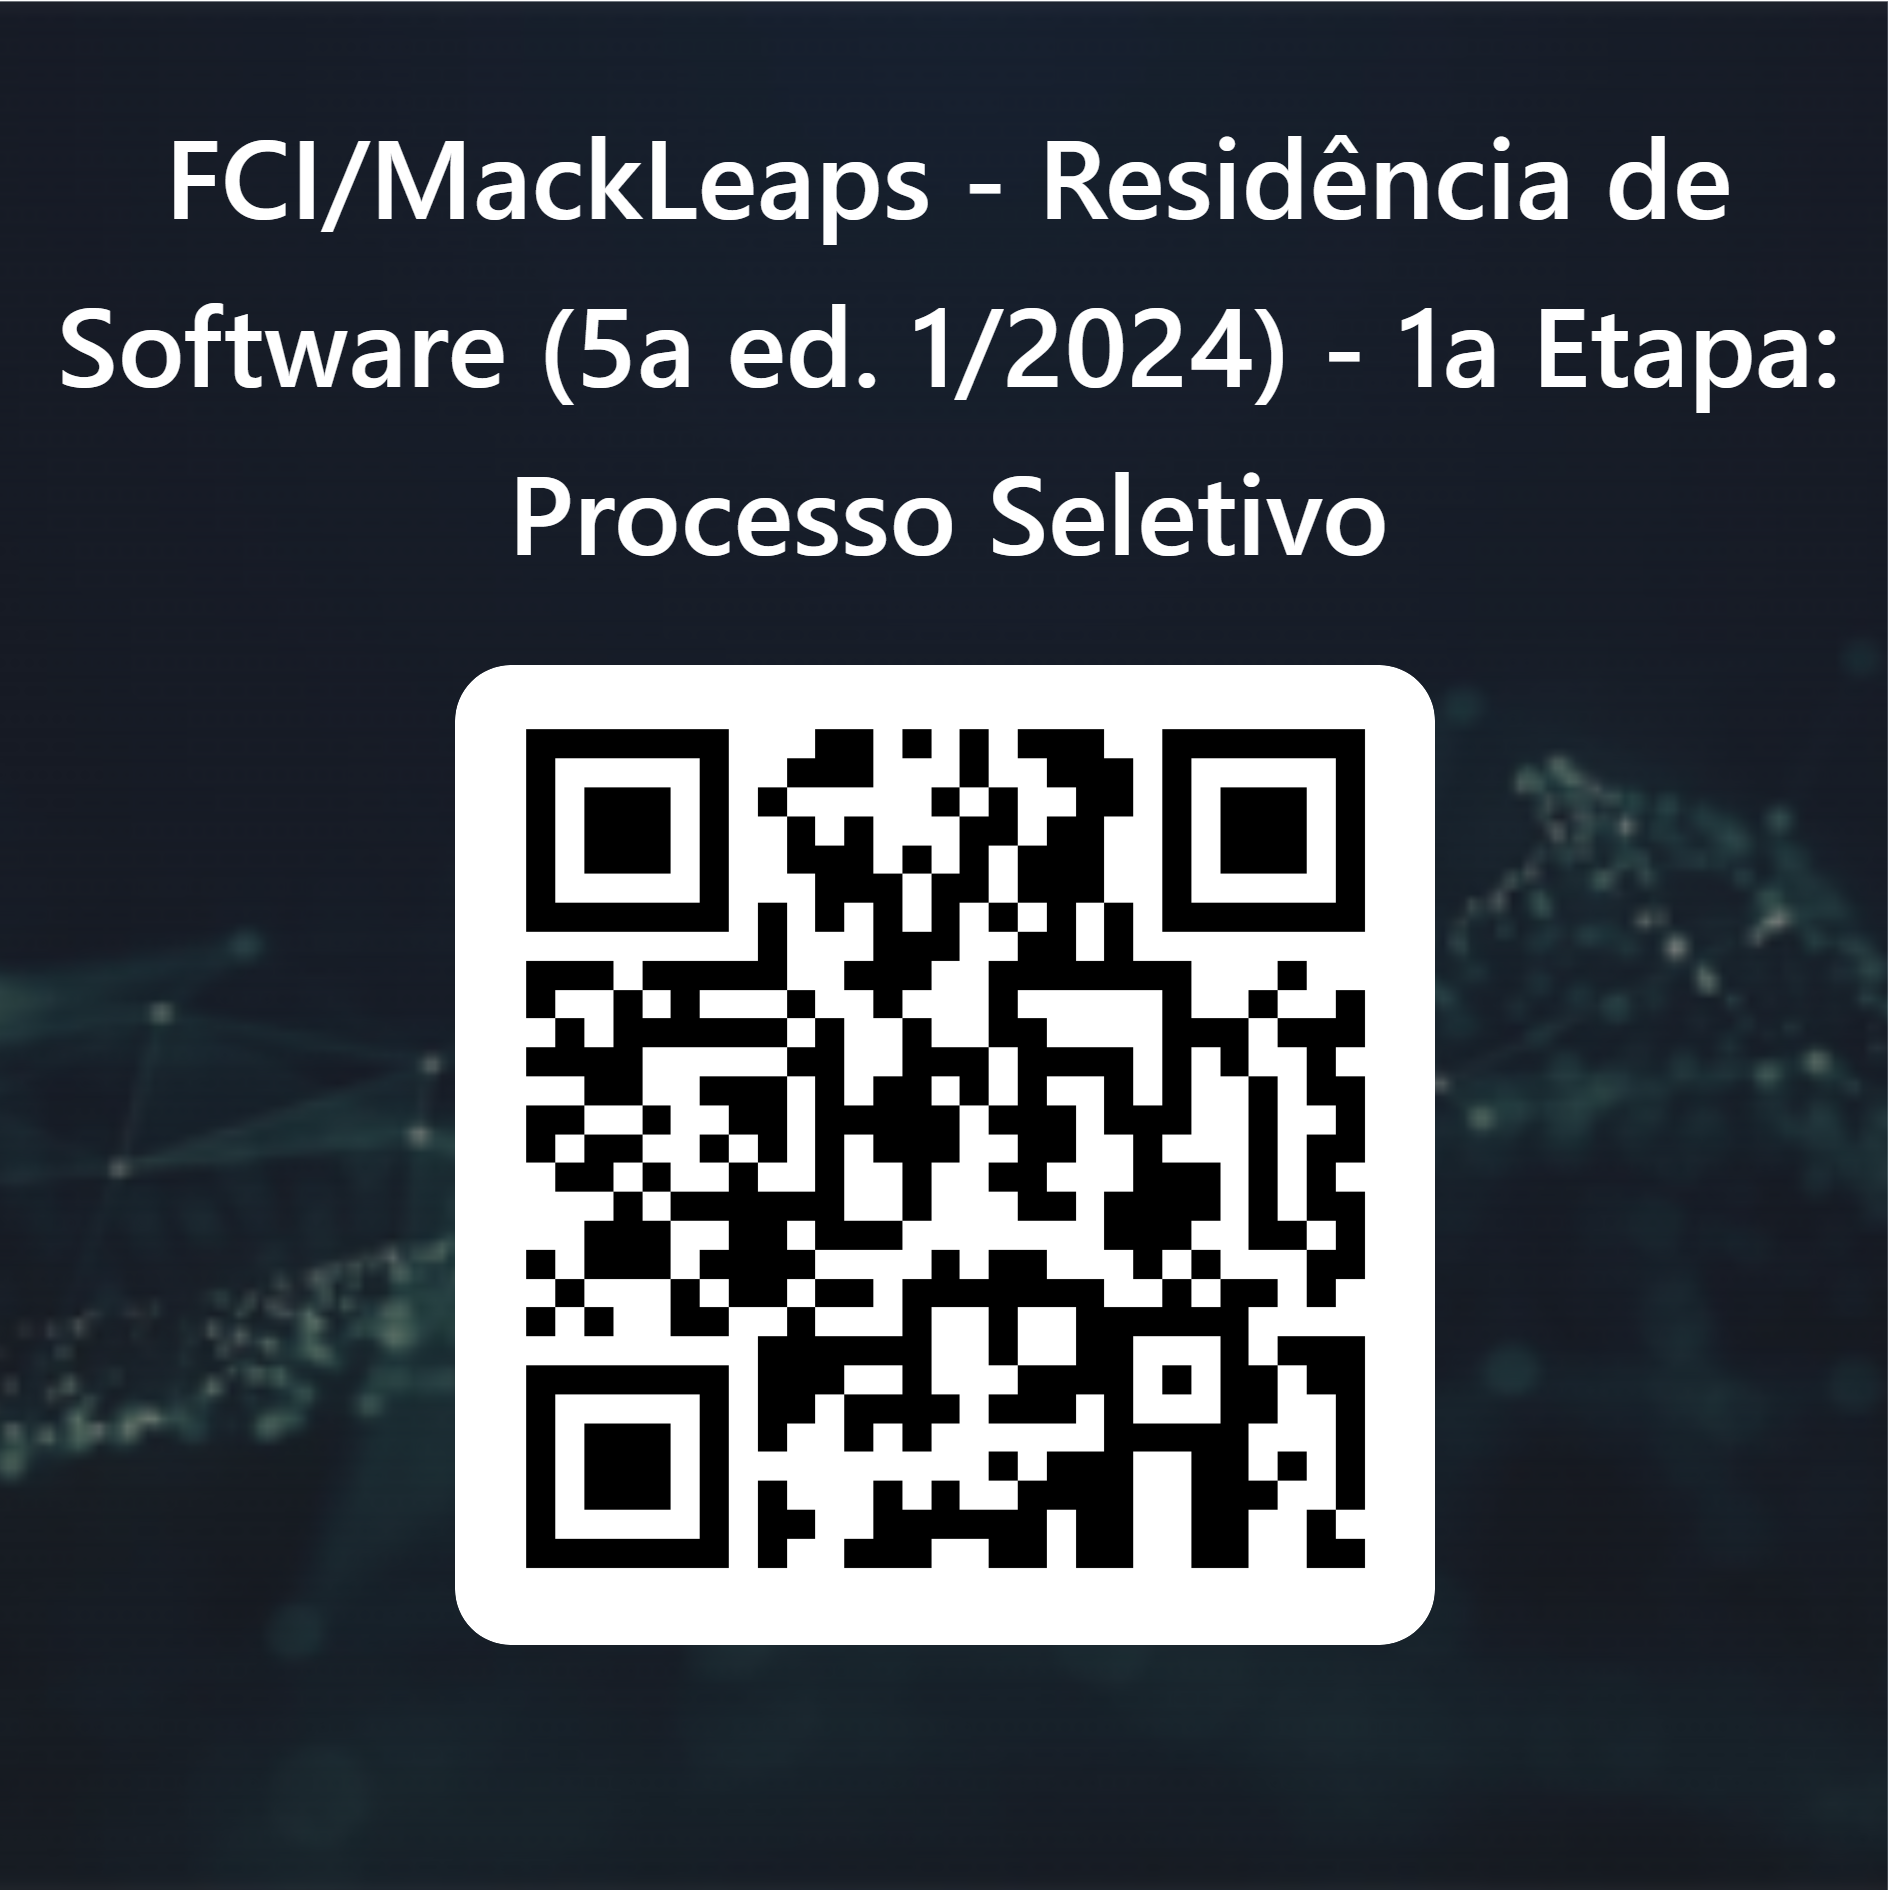 FCI/MackLeaps - Residência de
Software (5a ed. 1/2024) - 1a Etapa:
Processo Seletivo